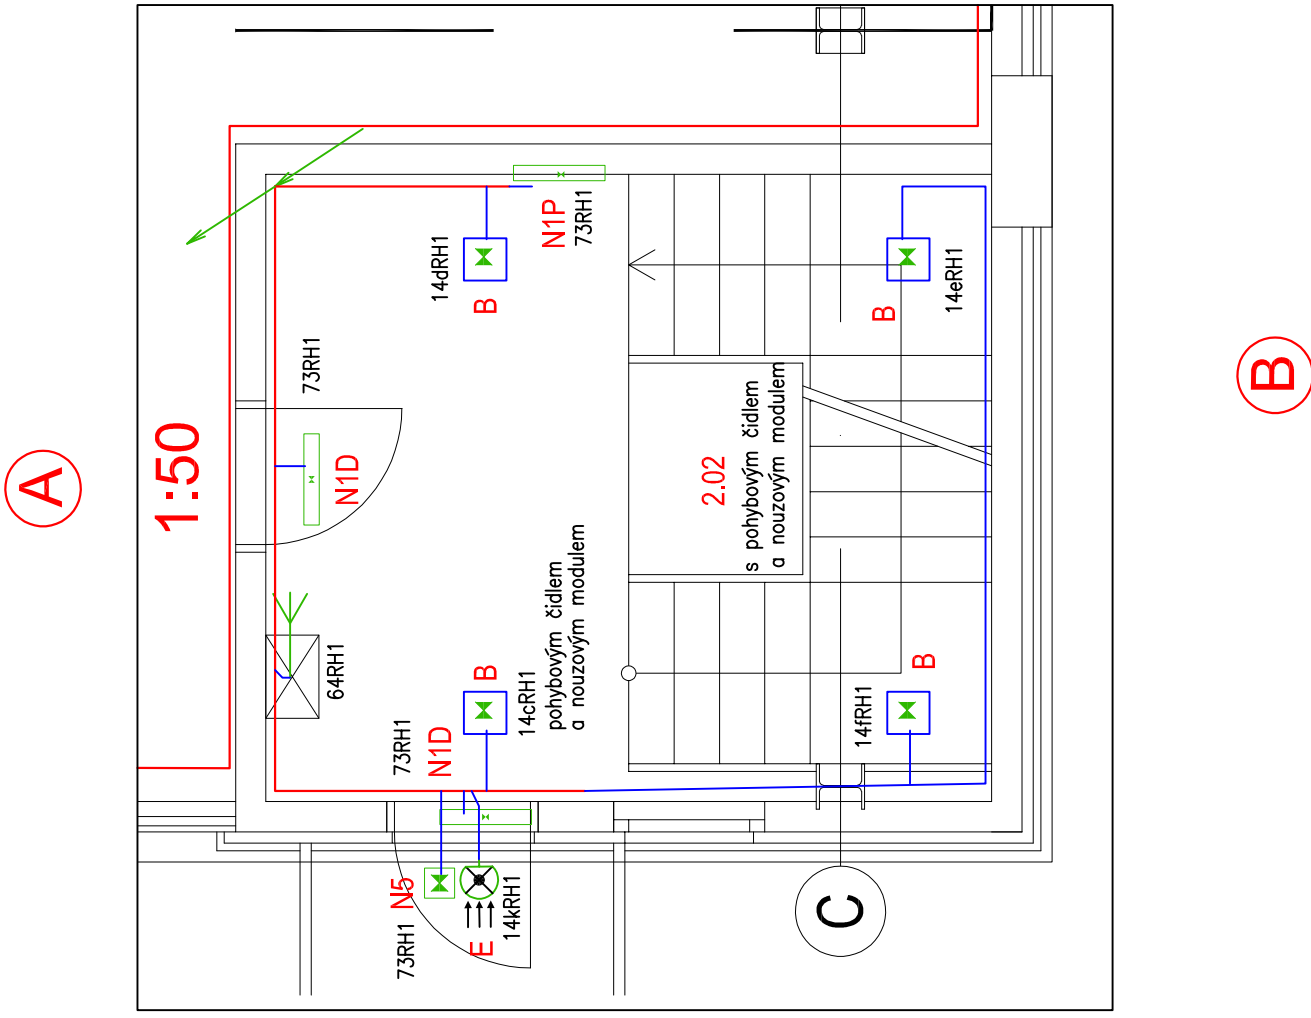 A
1:50
B
C
73RH1
N1D
64RH1
14dRH1
B
N1P
73RH1
14eRH1
B
2.02
s pohybovým čidlem
a nouzovým modulem
14cRH1
B
pohybovým čidlem
a nouzovým modulem
73RH1
N1D
14fRH1
B
N5
73RH1
E
14kRH1